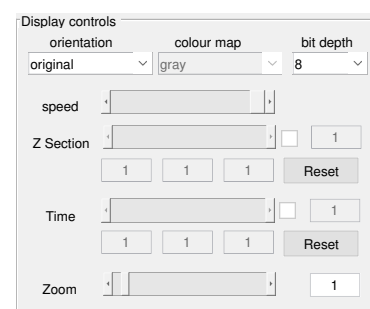 Display controls
orientation colour map bit depth
original gray 8
speed
Z Section 1
1 1 1 Reset
Time 1
1 1 1 Reset
Zoom 1